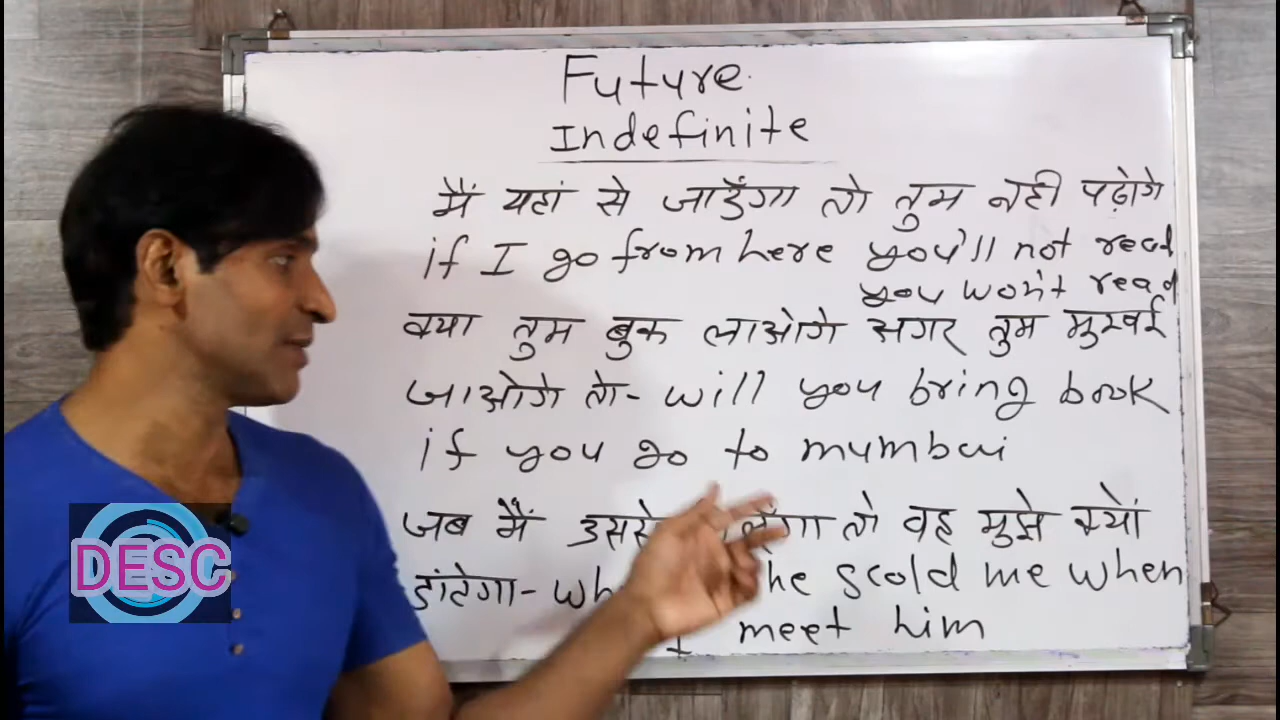 Future
Indefinite
मैं यहां से जाऊँगा तो तुम नही पढ़ोगे
if I go from here you'll not read
you won't read
क्या तुम बुक लाओगे अगर तुम मुम्बई
जाओगे तो - will you bring book
if you go to mumbai
जब मैं उससे तो वह मुझे क्यों
डांटेगा - he scold me when
I meet him
DESC